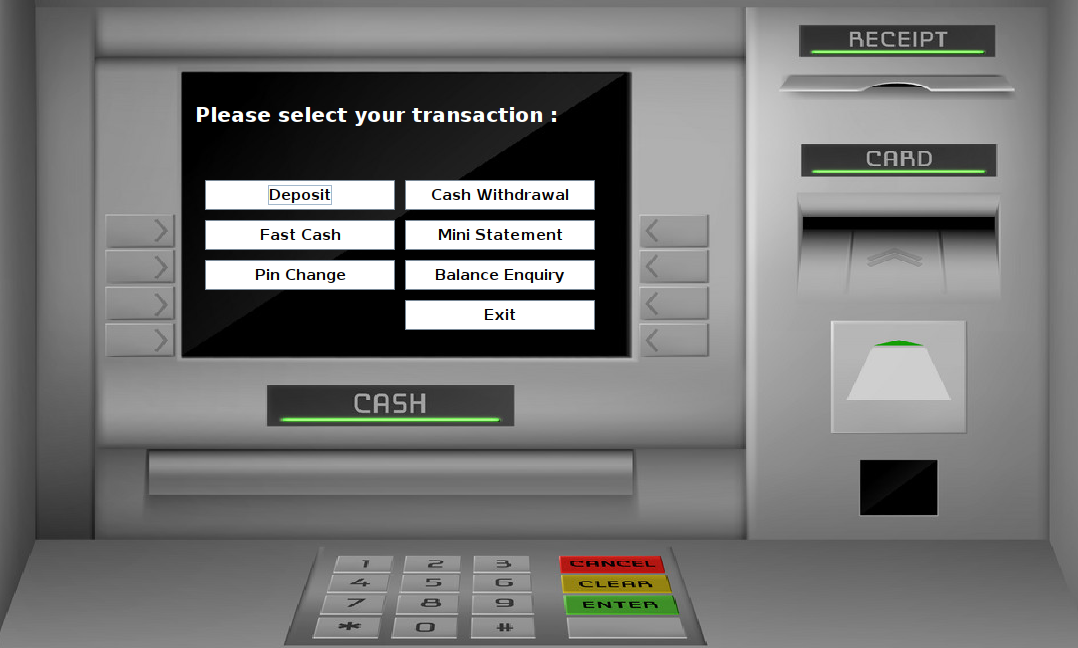 RECEIPT
Please select your transaction :
CARD
Deposit
Cash Withdrawal
Fast Cash
Mini Statement
Pin Change
Balance Enquiry
Exit
CASH
1 2 3 CANCEL
4 5 6 CLEAR
7 8 9 ENTER
* 0 #